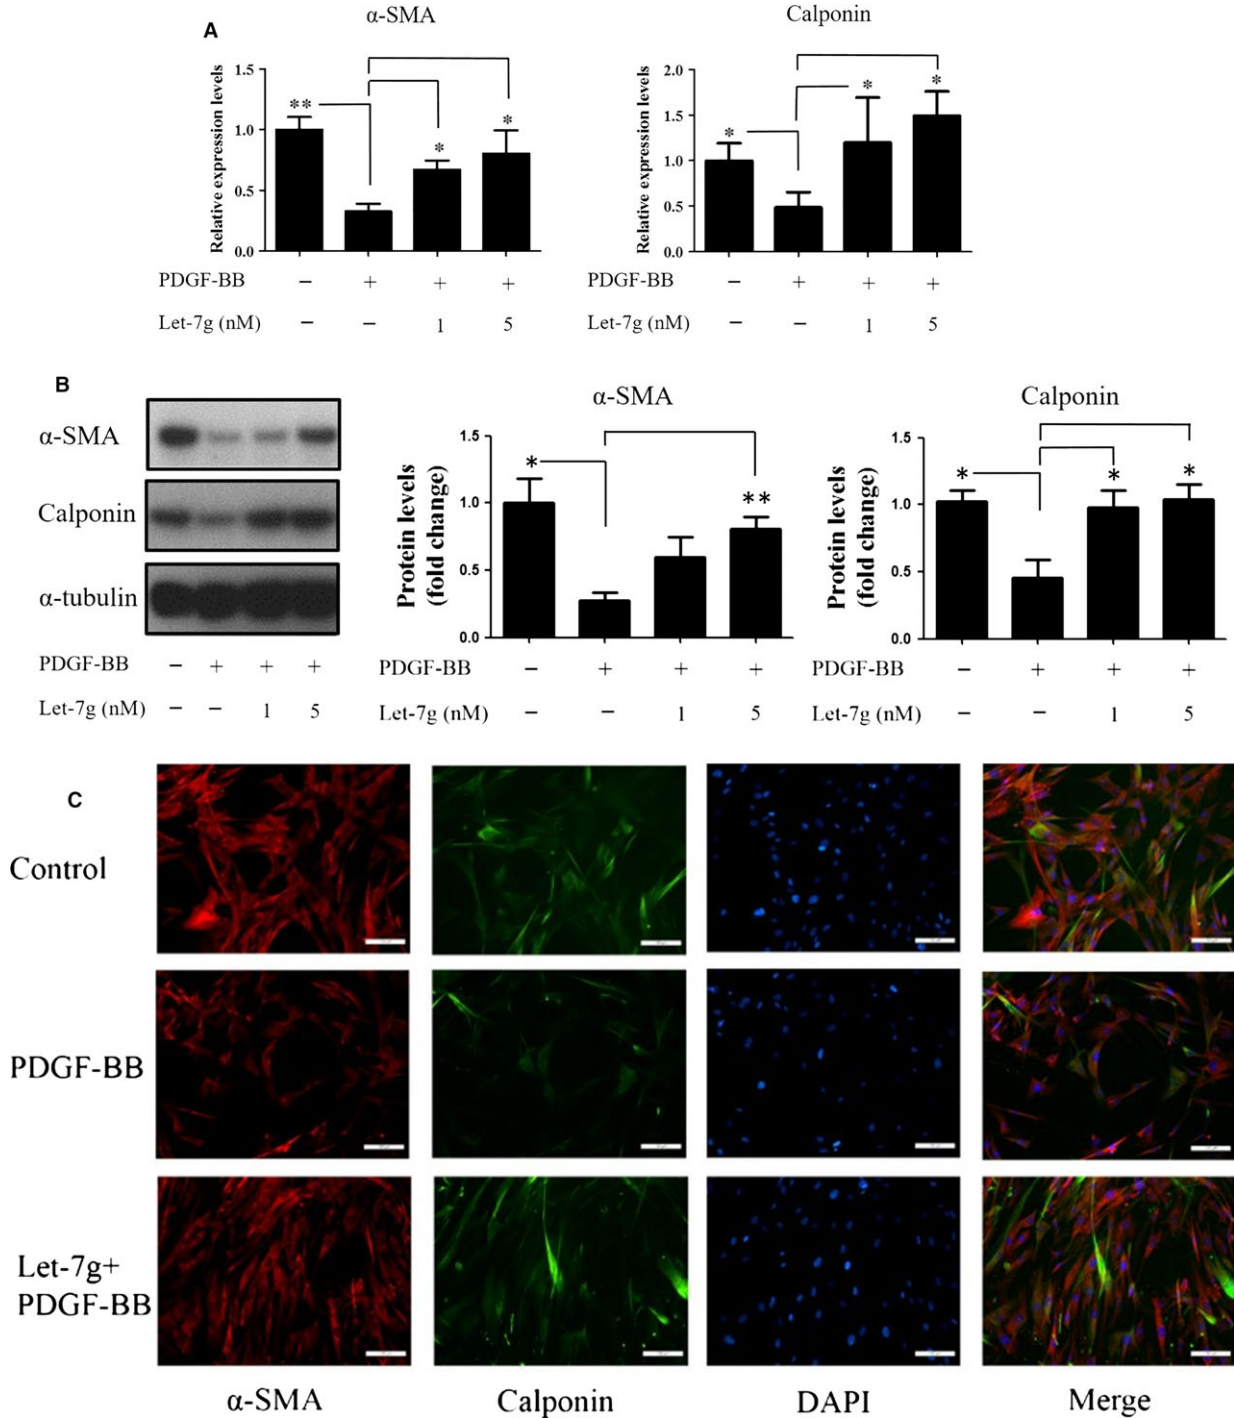 A
α-SMA
Calponin
Relative expression levels
1.5
1.0
0.5
0.0
** * *
Relative expression levels
2.0
1.5
1.0
0.5
0.0
* * *
PDGF-BB − + + +
Let-7g (nM) − − 1 5
PDGF-BB − + + +
Let-7g (nM) − − 1 5
B
α-SMA
Calponin
α-tubulin
PDGF-BB − + + +
Let-7g (nM) − − 1 5
α-SMA
Protein levels
(fold change)
1.5
1.0
0.5
0.0
* **
PDGF-BB − + + +
Let-7g (nM) − − 1 5
Calponin
Protein levels
(fold change)
1.5
1.0
0.5
0.0
* * *
PDGF-BB − + + +
Let-7g (nM) − − 1 5
C
Control
PDGF-BB
Let-7g+
PDGF-BB
α-SMA
Calponin
DAPI
Merge